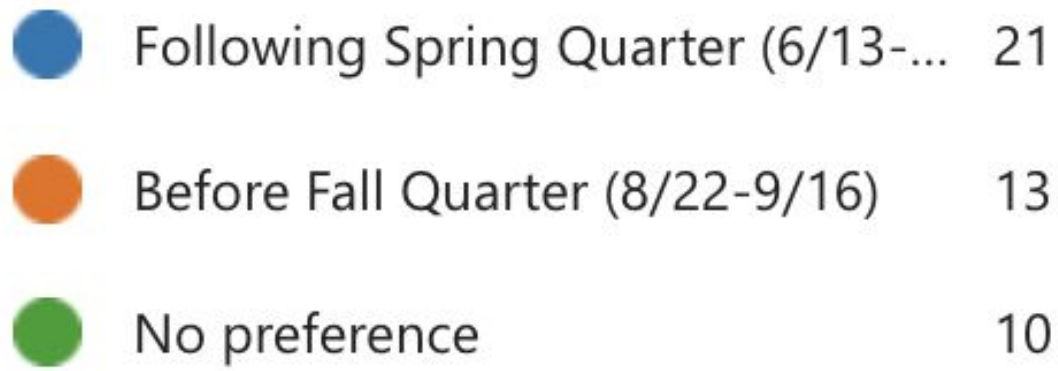 Following Spring Quarter (6/13-... 21
Before Fall Quarter (8/22-9/16) 13
No preference 10